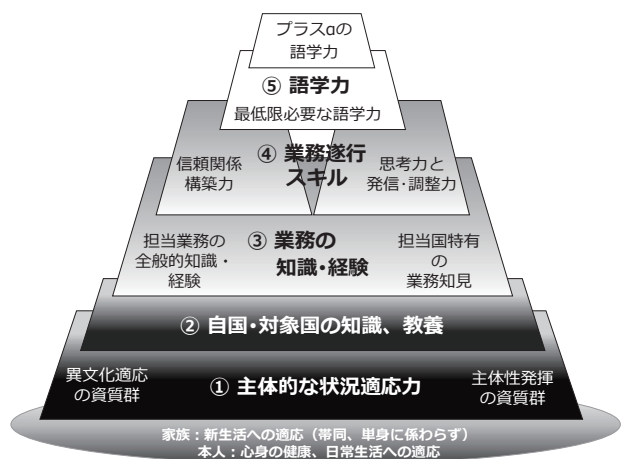 プラスαの
語学力
⑤ 語学力
最低限必要な語学力
④ 業務遂行
スキル
信頼関係
構築力
思考力と
発信・調整力
③ 業務の
知識・経験
担当業務の
全般的知識・
経験
担当国特有
の
業務知見
② 自国・対象国の知識、教養
① 主体的な状況適応力
異文化適応
の資質群
主体性発揮
の資質群
家族：新生活への適応（帯同、単身に係わらず）
本人：心身の健康、日常生活への適応